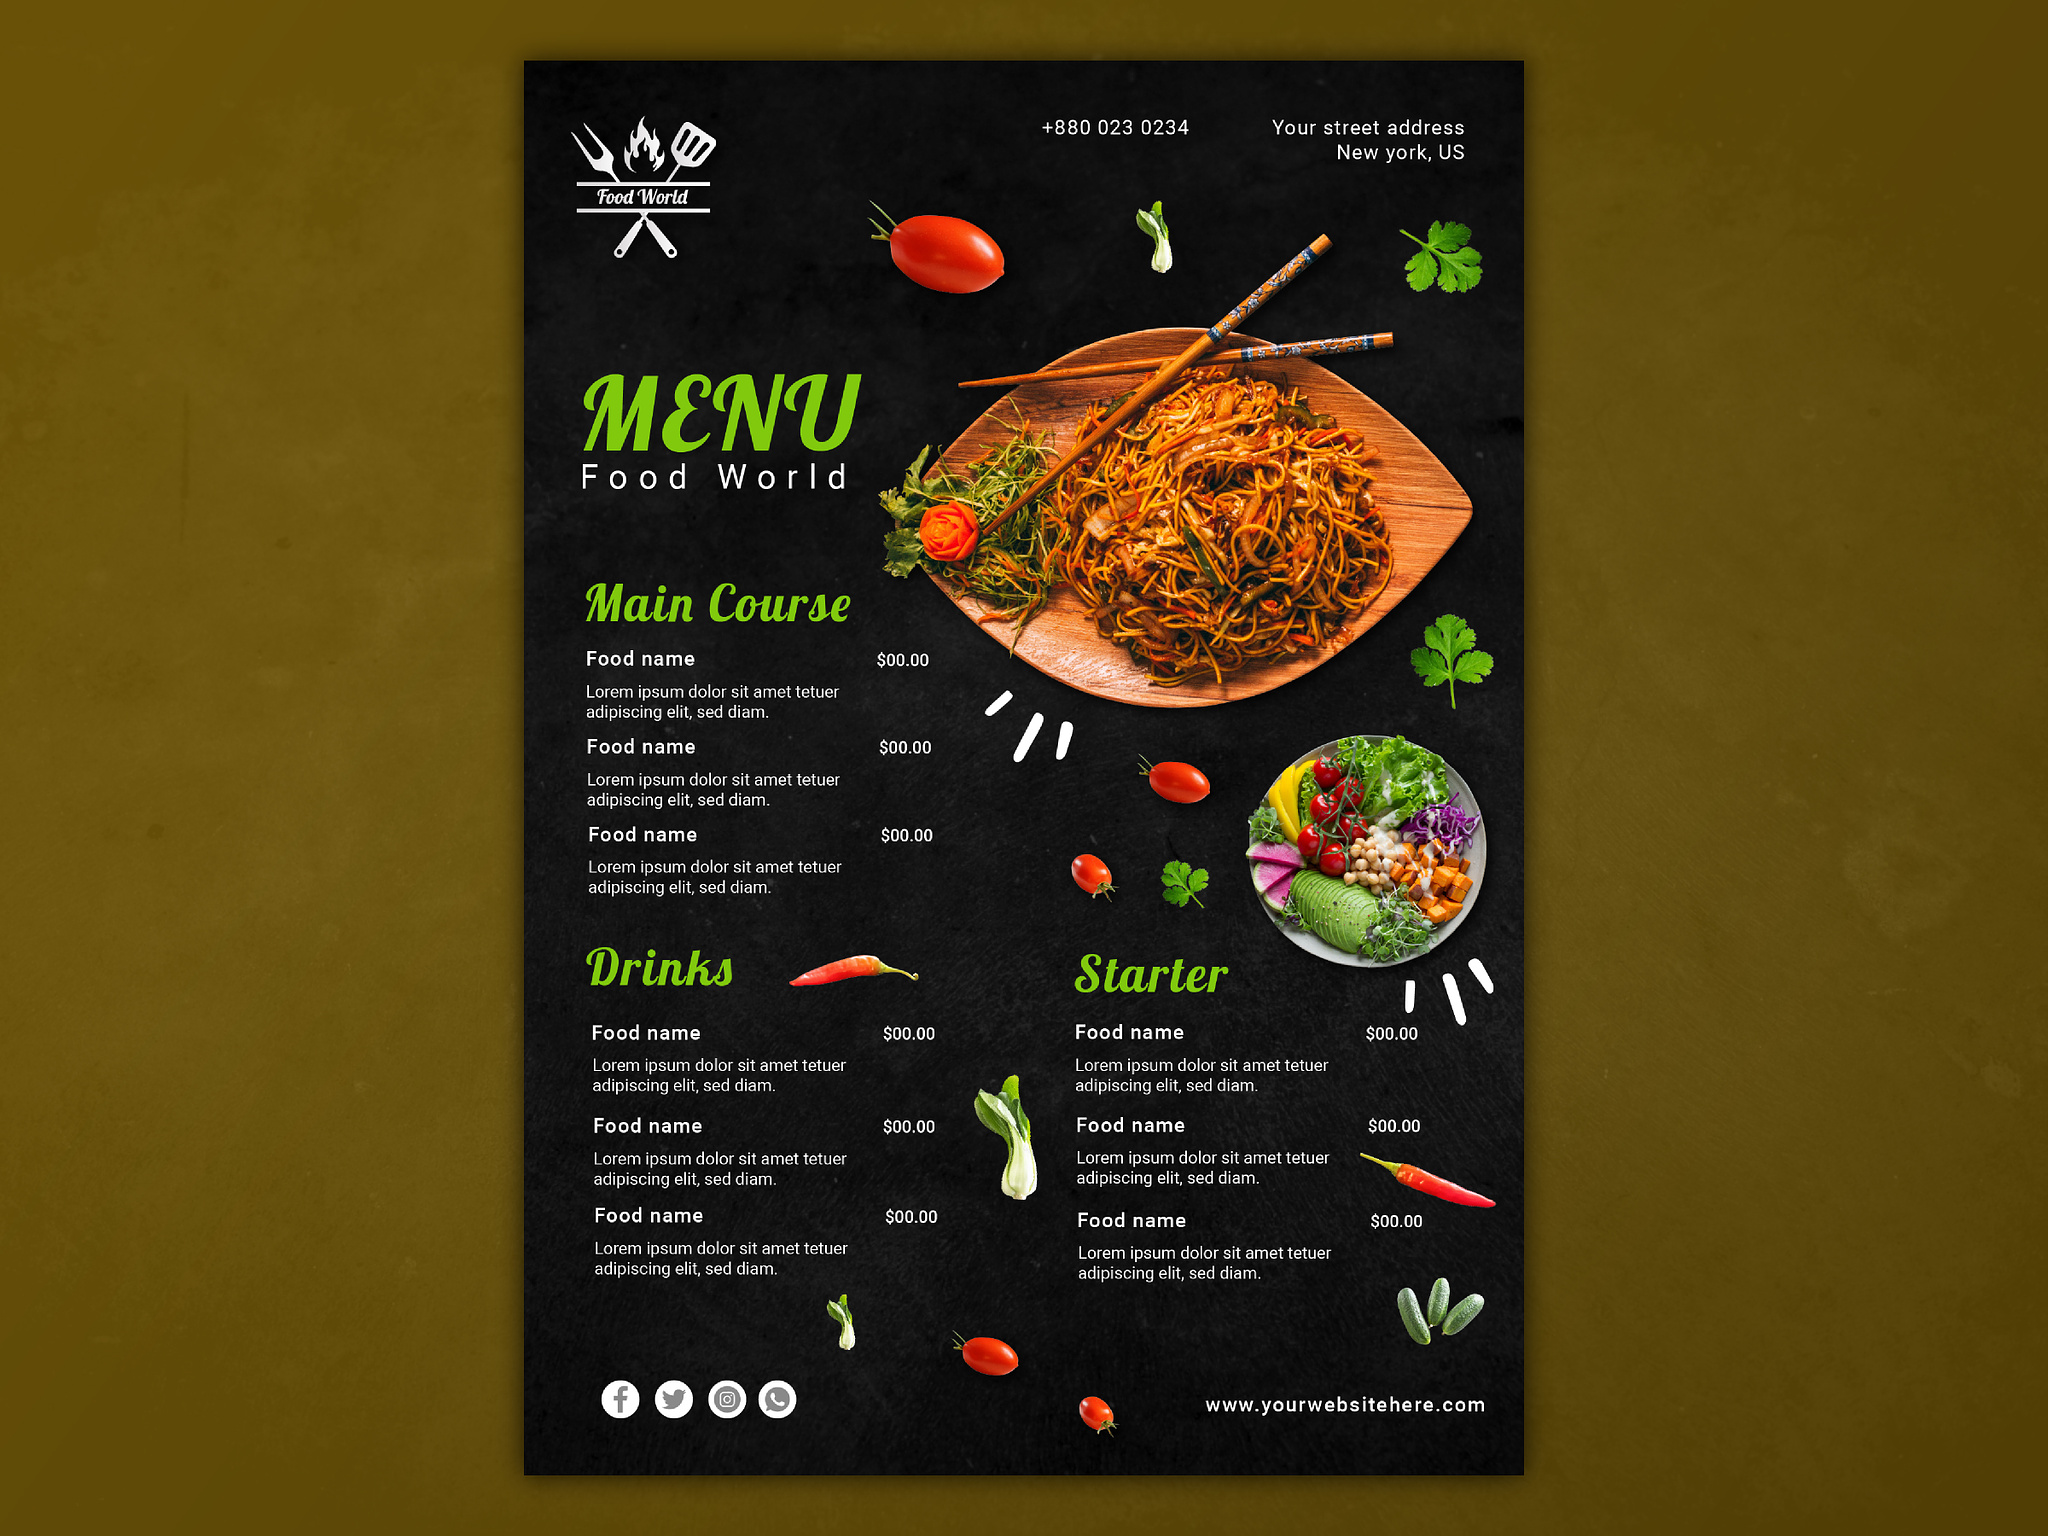 Food World
+880 023 0234
Your street address
New york, US
MENU
Food World
Main Course
Food name $00.00
Lorem ipsum dolor sit amet tetuer
adipiscing elit, sed diam.
Food name $00.00
Lorem ipsum dolor sit amet tetuer
adipiscing elit, sed diam.
Food name $00.00
Lorem ipsum dolor sit amet tetuer
adipiscing elit, sed diam.
Drinks
Food name $00.00
Lorem ipsum dolor sit amet tetuer
adipiscing elit, sed diam.
Food name $00.00
Lorem ipsum dolor sit amet tetuer
adipiscing elit, sed diam.
Food name $00.00
Lorem ipsum dolor sit amet tetuer
adipiscing elit, sed diam.
Starter
Food name $00.00
Lorem ipsum dolor sit amet tetuer
adipiscing elit, sed diam.
Food name $00.00
Lorem ipsum dolor sit amet tetuer
adipiscing elit, sed diam.
Food name $00.00
Lorem ipsum dolor sit amet tetuer
adipiscing elit, sed diam.
www.yourwebsitehere.com